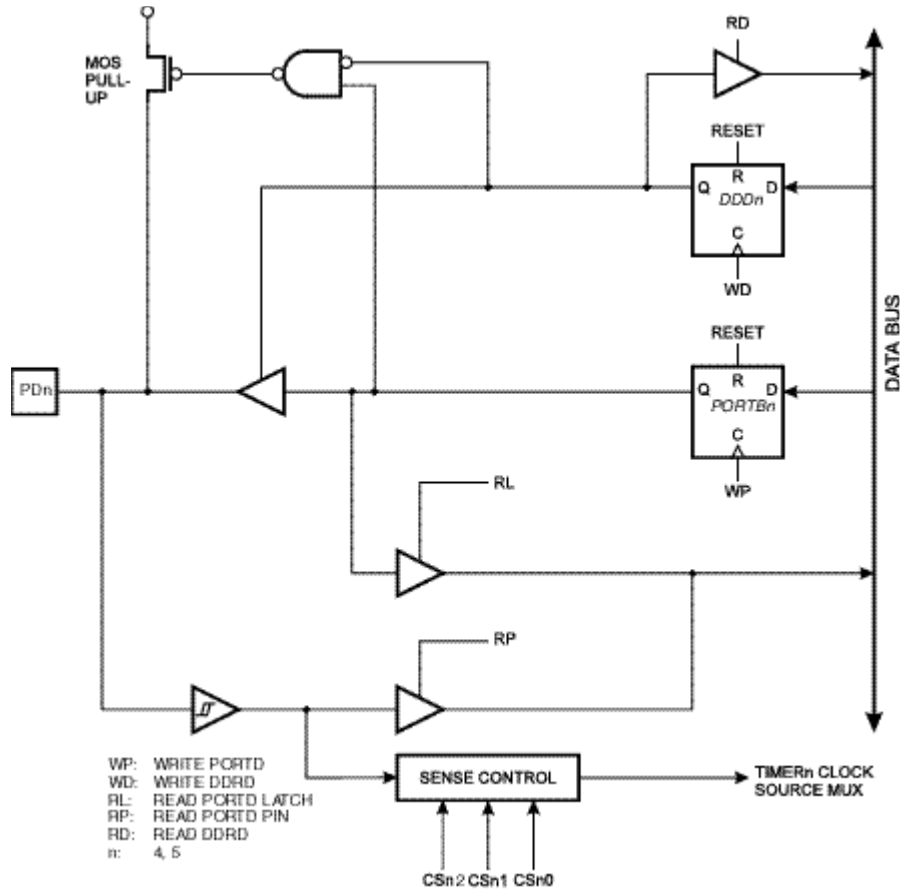 RD
MOS
PULL-
UP
RESET
Q R D
DDDn
C
WD
RESET
PDn
Q R D
PORTBn
C
WP
DATA BUS
RL
RP
WP: WRITE PORTD
WD: WRITE DDRD
RL: READ PORTD LATCH
RP: READ PORTD PIN
RD: READ DDRD
n: 4, 5
SENSE CONTROL
TIMERn CLOCK
SOURCE MUX
CSn2 CSn1 CSn0